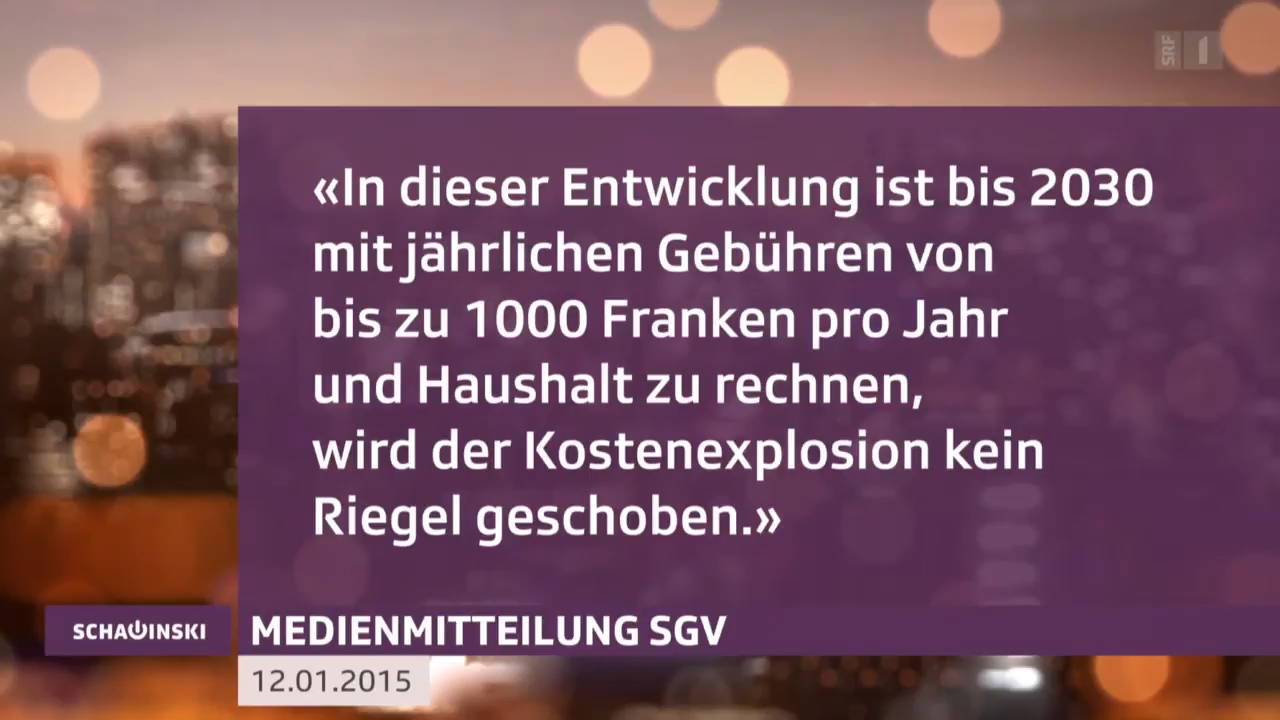 SRF 1
«In dieser Entwicklung ist bis 2030
mit jährlichen Gebühren von
bis zu 1000 Franken pro Jahr
und Haushalt zu rechnen,
wird der Kostenexplosion kein
Riegel geschoben.»
SCHAWINSKI
MEDIENMITTEILUNG SGV
12.01.2015